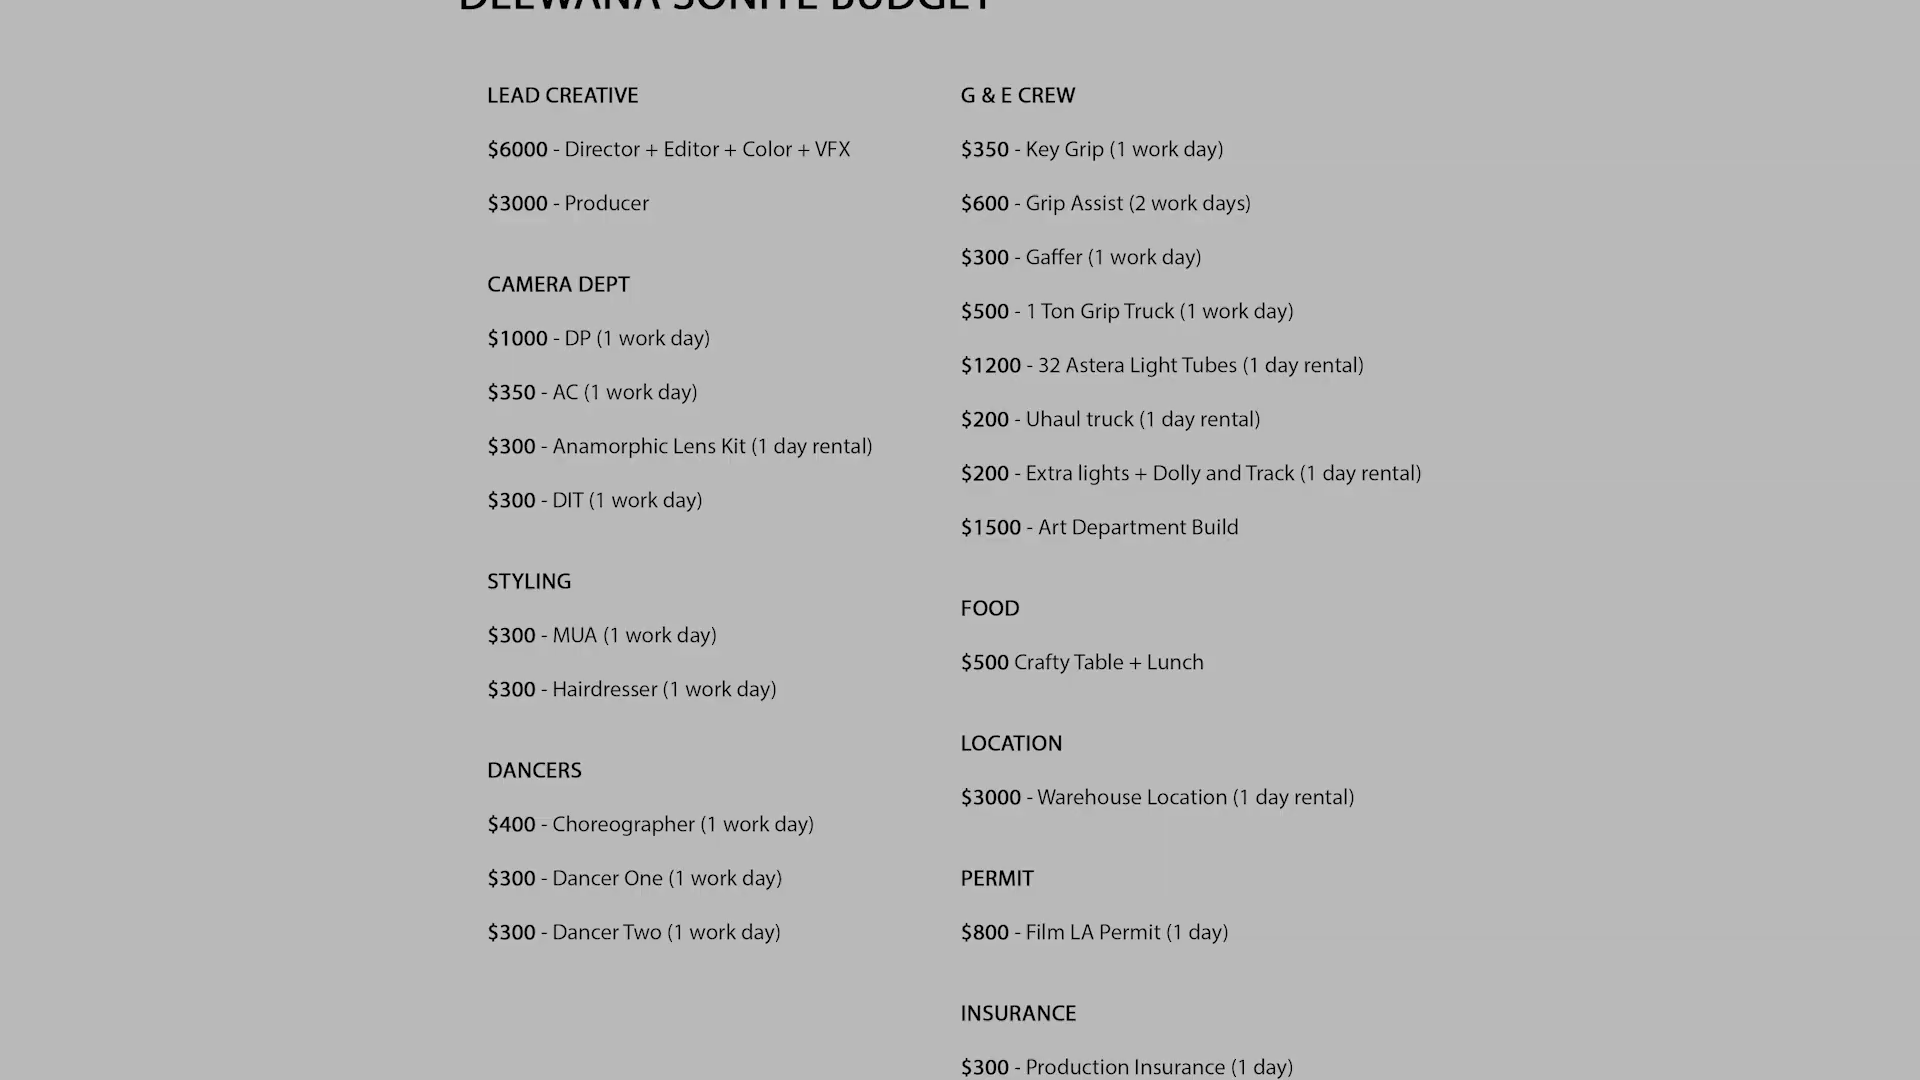 DEEWANA SONIYE BUDGET
LEAD CREATIVE
$6000 - Director + Editor + Color + VFX
$3000 - Producer
CAMERA DEPT
$1000 - DP (1 work day)
$350 - AC (1 work day)
$300 - Anamorphic Lens Kit (1 day rental)
$300 - DIT (1 work day)
STYLING
$300 - MUA (1 work day)
$300 - Hairdresser (1 work day)
DANCERS
$400 - Choreographer (1 work day)
$300 - Dancer One (1 work day)
$300 - Dancer Two (1 work day)
G & E CREW
$350 - Key Grip (1 work day)
$600 - Grip Assist (2 work days)
$300 - Gaffer (1 work day)
$500 - 1 Ton Grip Truck (1 work day)
$1200 - 32 Astera Light Tubes (1 day rental)
$200 - Uhaul truck (1 day rental)
$200 - Extra lights + Dolly and Track (1 day rental)
$1500 - Art Department Build
FOOD
$500 Crafty Table + Lunch
LOCATION
$3000 - Warehouse Location (1 day rental)
PERMIT
$800 - Film LA Permit (1 day)
INSURANCE
$300 - Production Insurance (1 day)